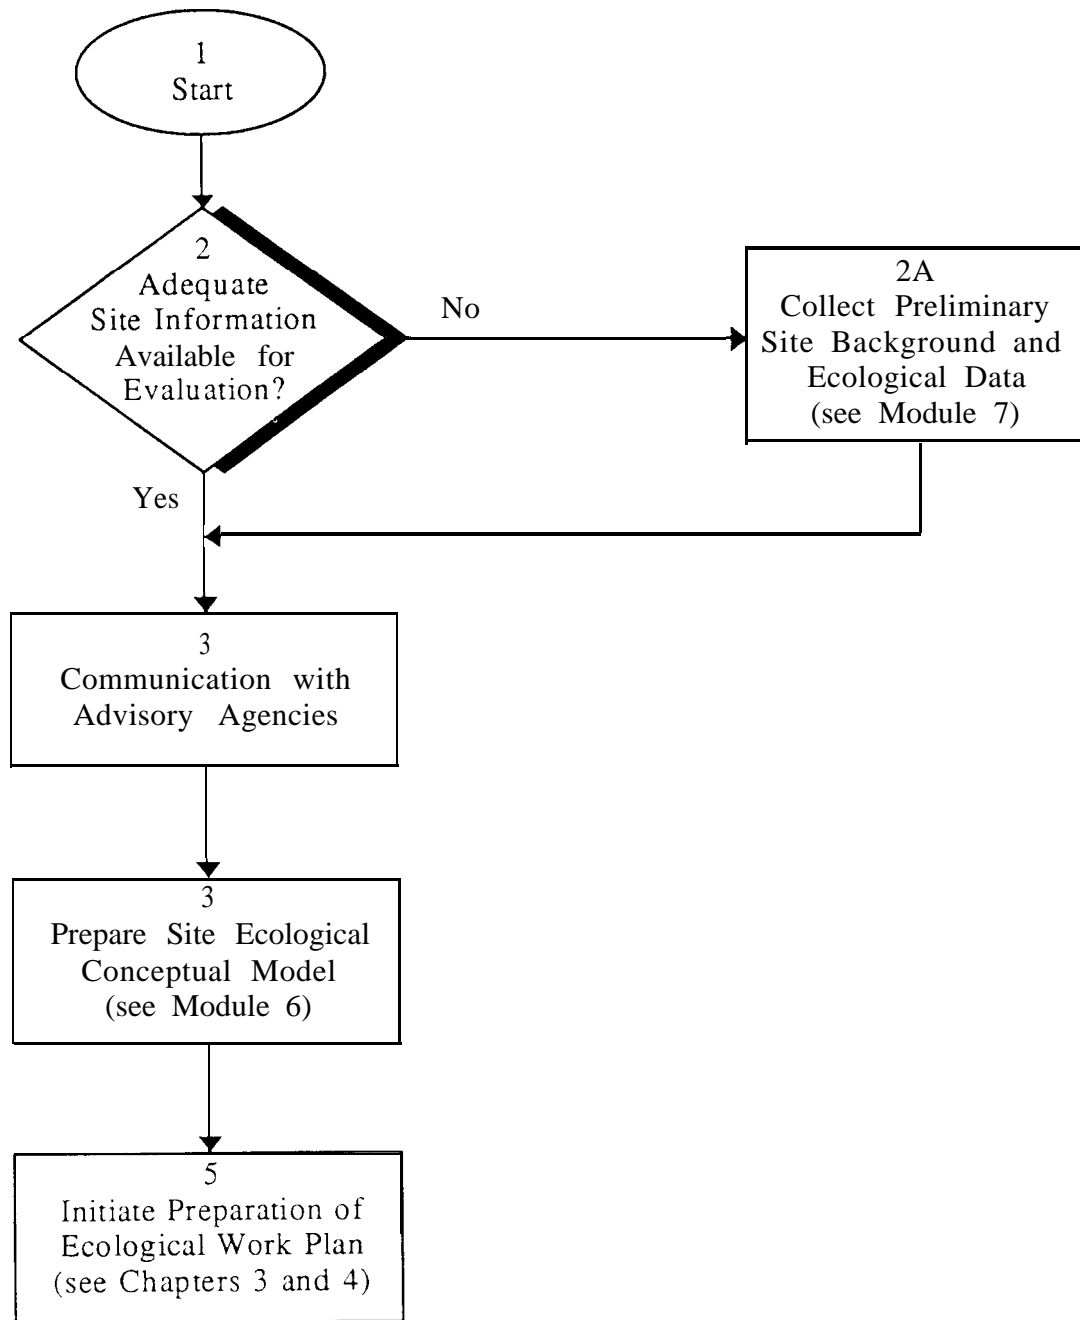 1
Start
2
Adequate
Site Information
Available for
Evaluation?
No
2A
Collect Preliminary
Site Background and
Ecological Data
(see Module 7)
Yes
3
Communication with
Advisory Agencies
3
Prepare Site Ecological
Conceptual Model
(see Module 6)
5
Initiate Preparation of
Ecological Work Plan
(see Chapters 3 and 4)